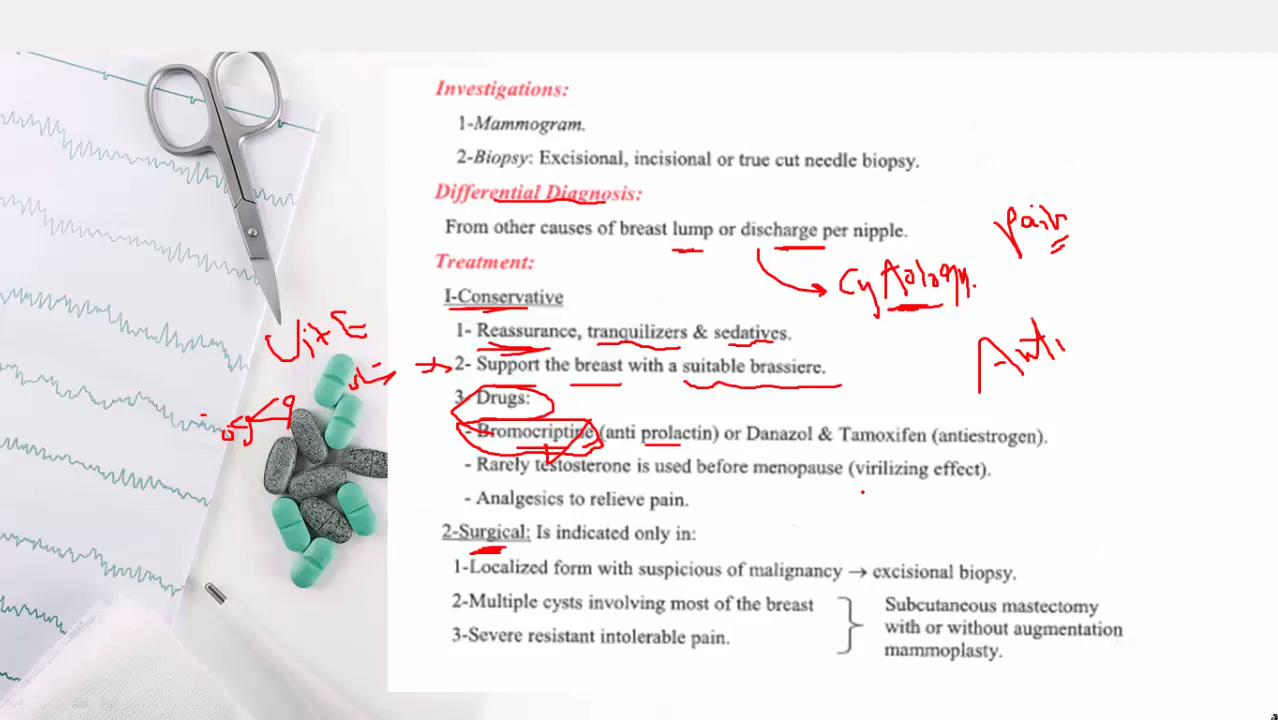 Investigations:
1-Mammogram.
2-Biopsy: Excisional, incisional or true cut needle biopsy.
Differential Diagnosis:
From other causes of breast lump or discharge per nipple.
pain
Treatment:
Cytology.
I-Conservative
Vit E
1- Reassurance, tranquilizers & sedatives.
Anti
2- Support the breast with a suitable brassiere.
3- Drugs:
- Bromocriptine (anti prolactin) or Danazol & Tamoxifen (antiestrogen).
- Rarely testosterone is used before menopause (virilizing effect).
- Analgesics to relieve pain.
2-Surgical: Is indicated only in:
1-Localized form with suspicious of malignancy → excisional biopsy.
2-Multiple cysts involving most of the breast
3-Severe resistant intolerable pain.
Subcutaneous mastectomy
with or without augmentation
mammoplasty.